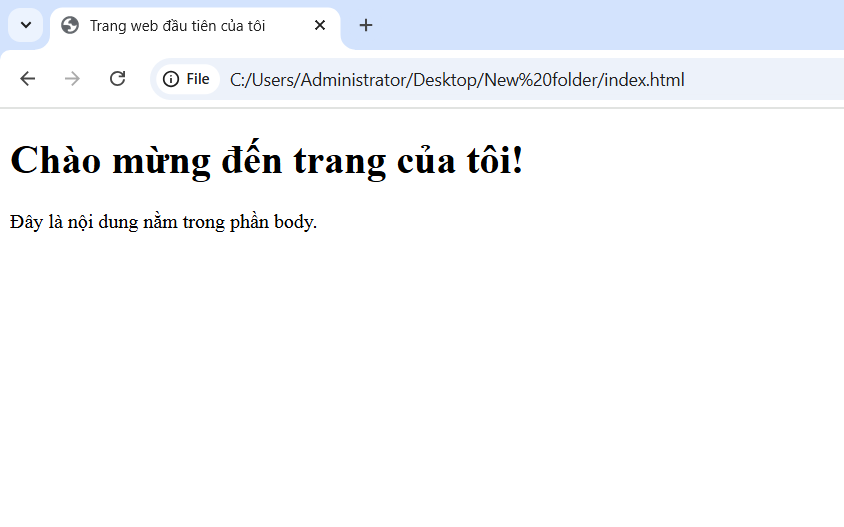 Trang web đầu tiên của tôi
File C:/Users/Administrator/Desktop/New%20folder/index.html
Chào mừng đến trang của tôi!
Đây là nội dung nằm trong phần body.